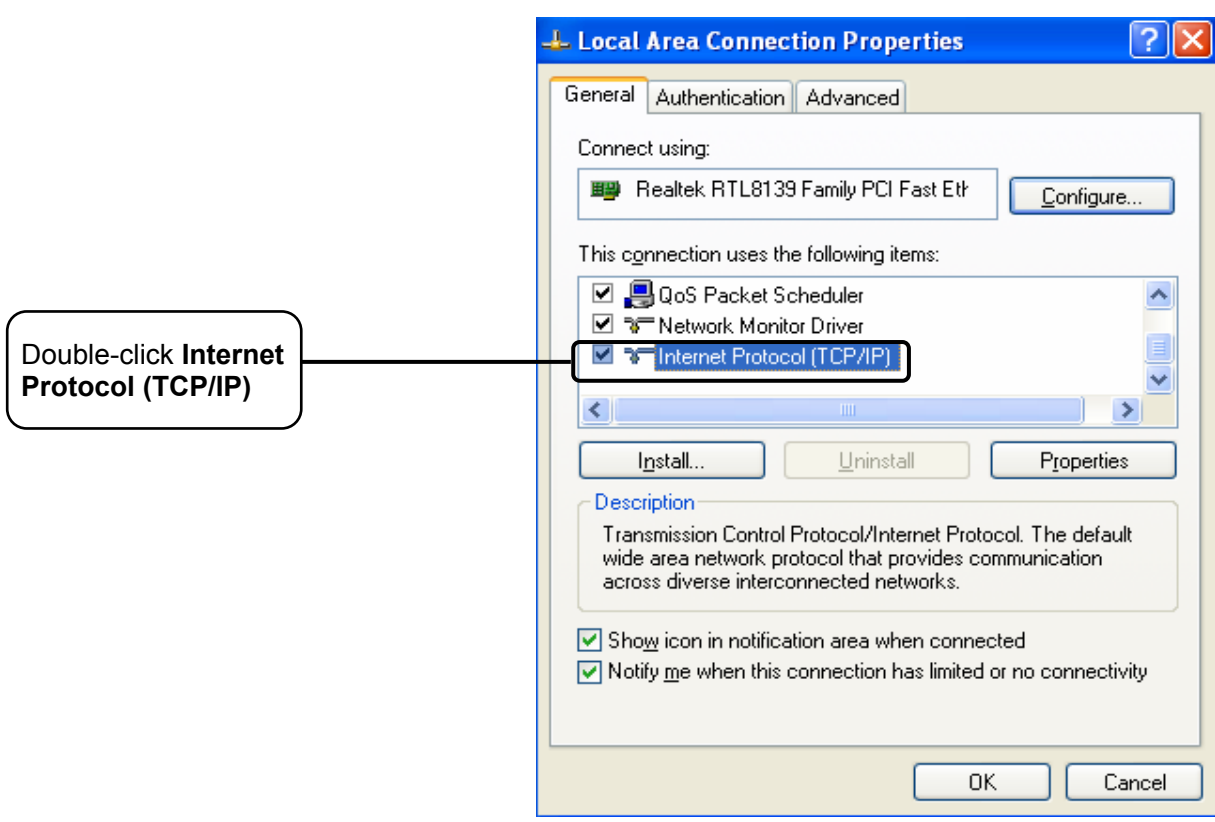 Local Area Connection Properties
General Authentication Advanced
Connect using:
Realtek RTL8139 Family PCI Fast Eth
Configure...
This connection uses the following items:
QoS Packet Scheduler
Network Monitor Driver
Internet Protocol (TCP/IP)
Double-click Internet
Protocol (TCP/IP)
Install... Uninstall Properties
Description
Transmission Control Protocol/Internet Protocol. The default
wide area network protocol that provides communication
across diverse interconnected networks.
Show icon in notification area when connected
Notify me when this connection has limited or no connectivity
OK Cancel